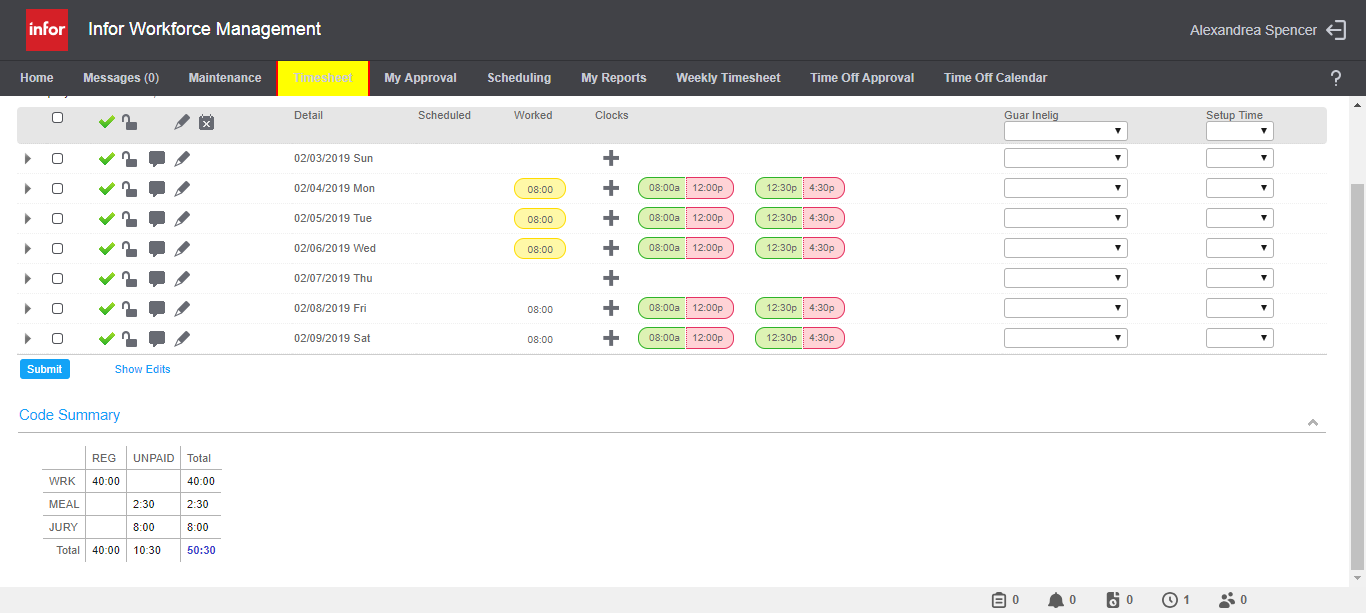 infor Infor Workforce Management Alexandrea Spencer
Home Messages (0) Maintenance Timesheet My Approval Scheduling My Reports Weekly Timesheet Time Off Approval Time Off Calendar ?
Detail Scheduled Worked Clocks Guar Inelig Setup Time
02/03/2019 Sun
02/04/2019 Mon 08:00 08:00a 12:00p 12:30p 4:30p
02/05/2019 Tue 08:00 08:00a 12:00p 12:30p 4:30p
02/06/2019 Wed 08:00 08:00a 12:00p 12:30p 4:30p
02/07/2019 Thu
02/08/2019 Fri 08:00 08:00a 12:00p 12:30p 4:30p
02/09/2019 Sat 08:00 08:00a 12:00p 12:30p 4:30p
Submit Show Edits
Code Summary
REG UNPAID Total
WRK 40:00 40:00
MEAL 2:30 2:30
JURY 8:00 8:00
Total 40:00 10:30 50:30
0 0 0 1 0